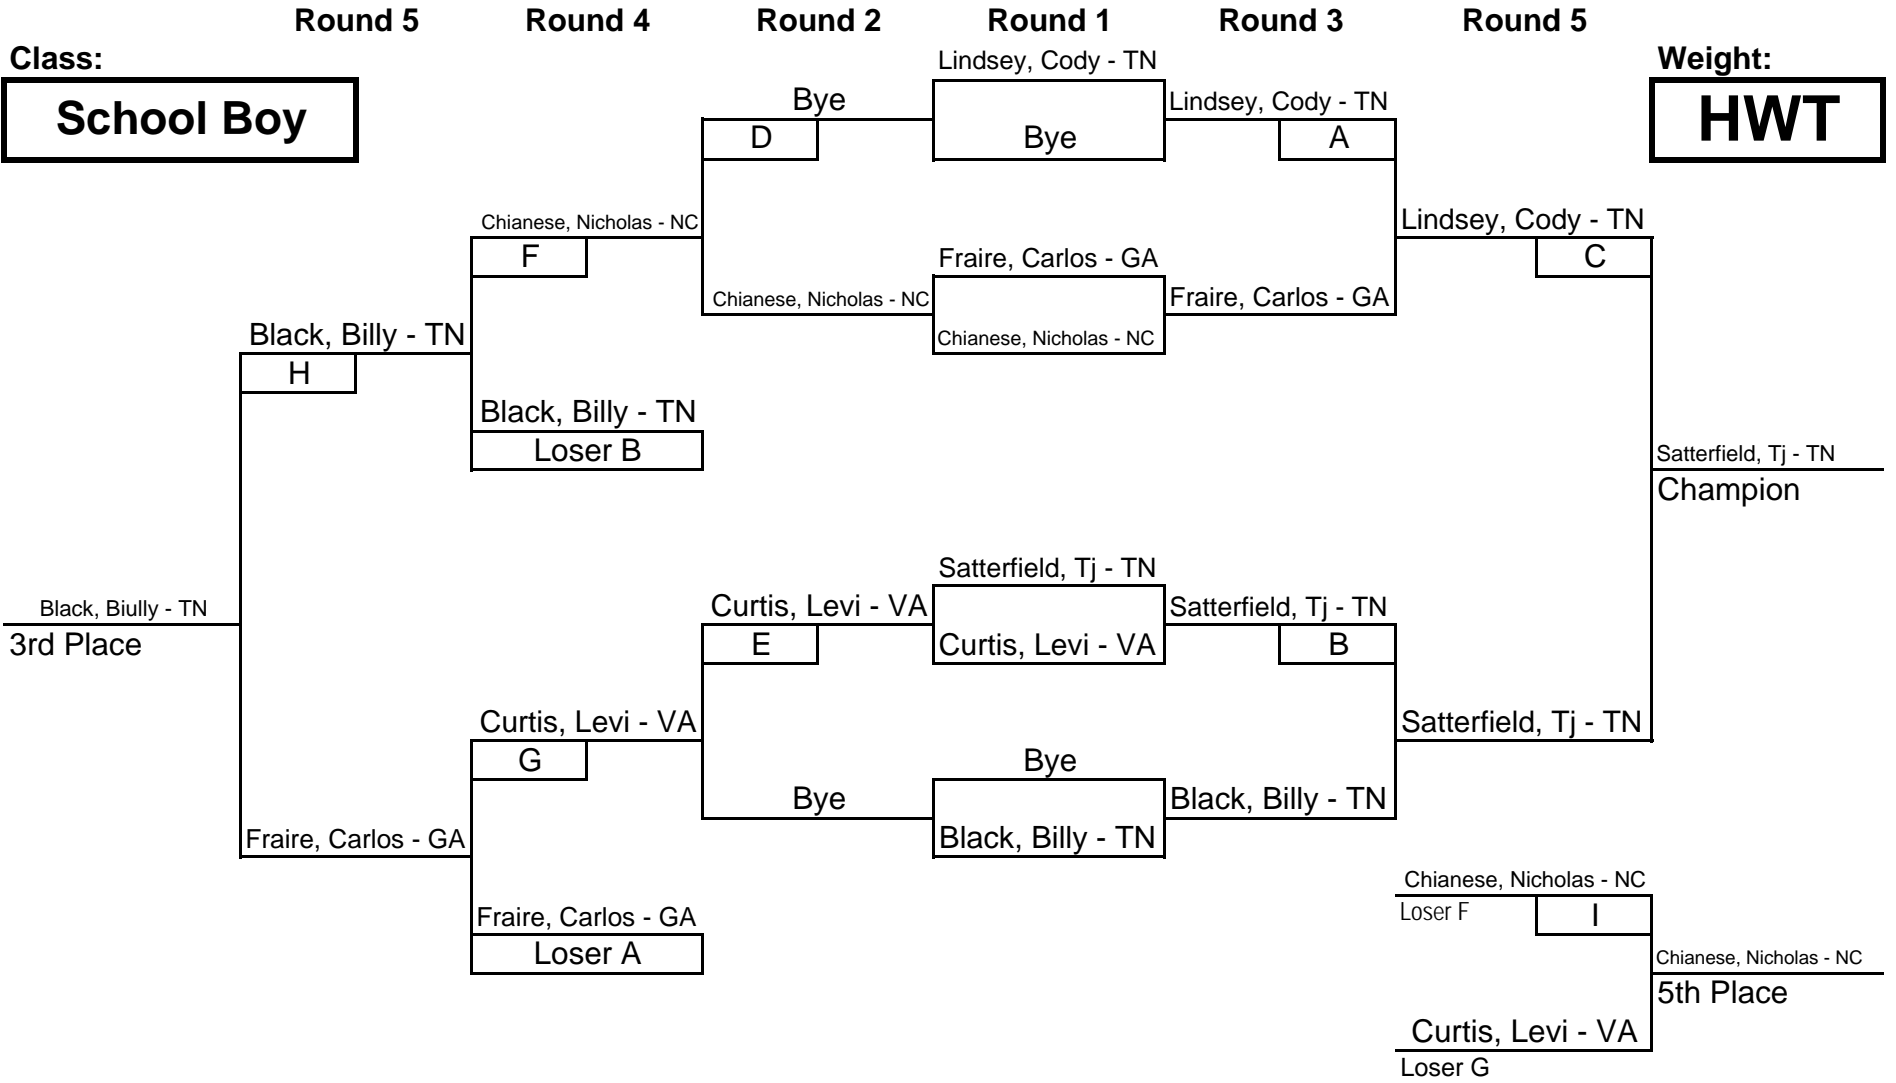 Round 5 Round 4 Round 2 Round 1 Round 3 Round 5
Class: Weight:
School Boy HWT
Lindsey, Cody - TN
Bye Lindsey, Cody - TN
D Bye A
Chianese, Nicholas - NC Lindsey, Cody - TN
F Fraire, Carlos - GA C
Chianese, Nicholas - NC Fraire, Carlos - GA
Black, Billy - TN Chianese, Nicholas - NC
H
Black, Billy - TN
Loser B Satterfield, Tj - TN
Champion
Satterfield, Tj - TN
Black, Biully - TN Curtis, Levi - VA Satterfield, Tj - TN
3rd Place E Curtis, Levi - VA B
Curtis, Levi - VA Satterfield, Tj - TN
G Bye
Bye Black, Billy - TN
Fraire, Carlos - GA Black, Billy - TN
Chianese, Nicholas - NC
Fraire, Carlos - GA Loser F I
Loser A Chianese, Nicholas - NC
5th Place
Curtis, Levi - VA
Loser G